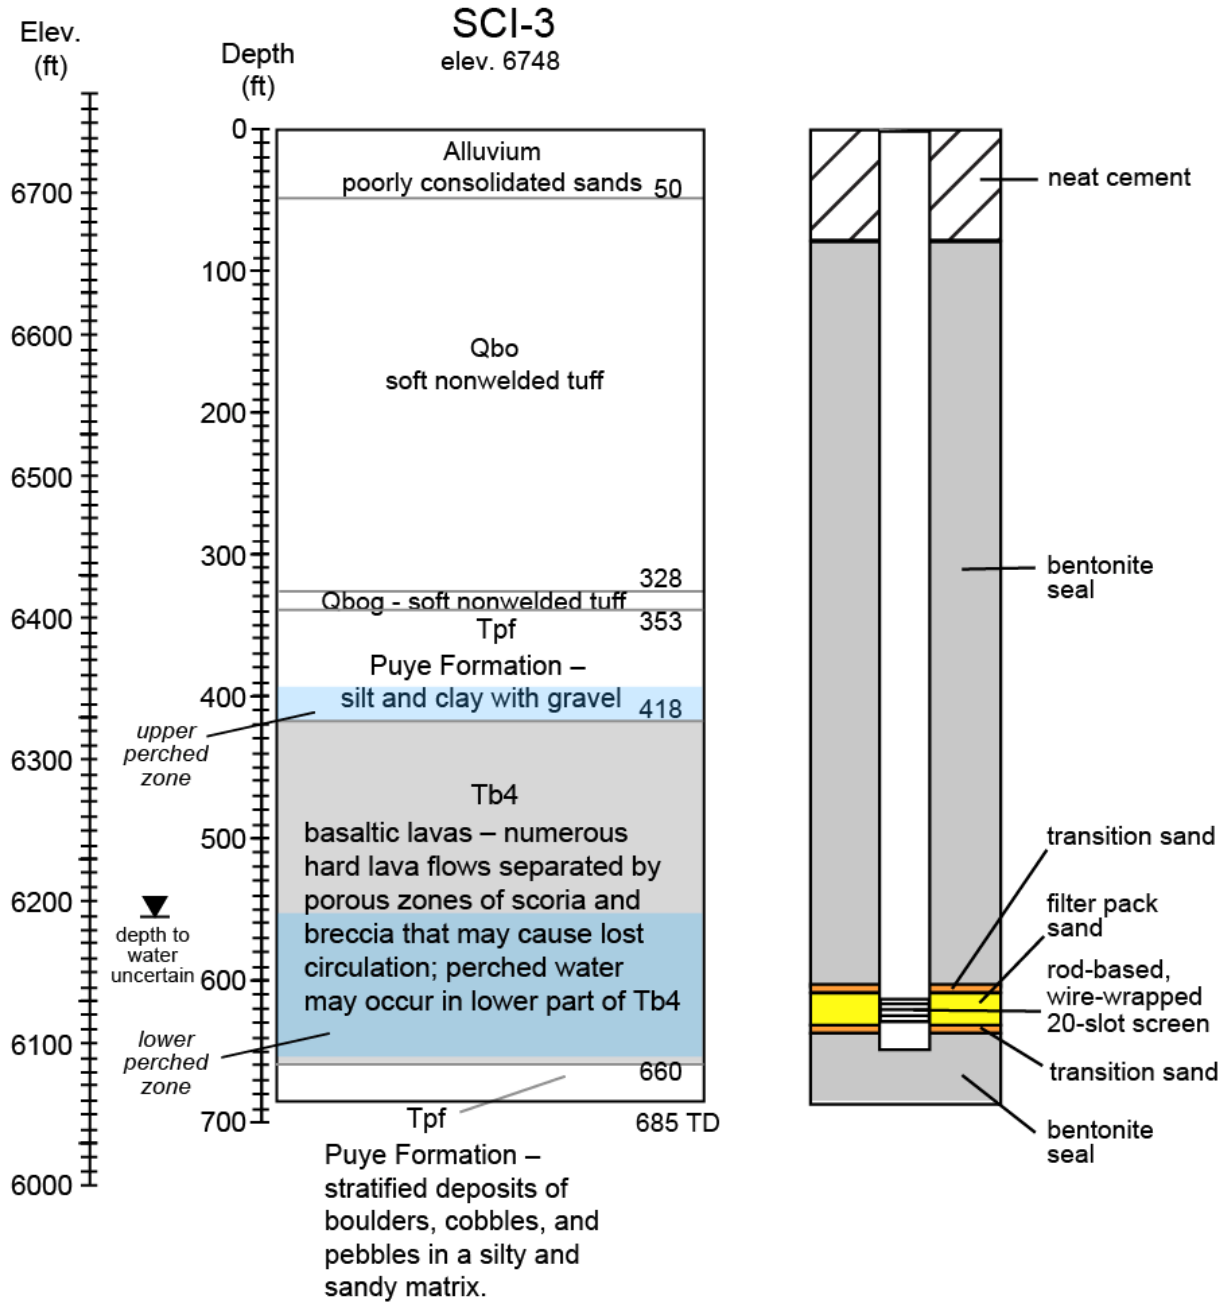 SCI-3
elev. 6748
Elev.
(ft)
6700
6600
6500
6400
6300
6200
6100
6000
Depth
(ft)
0
100
200
300
400
500
600
700
Alluvium
poorly consolidated sands 50
Qbo
soft nonwelded tuff
328
Qbog - soft nonwelded tuff
353
Tpf
Puye Formation –
silt and clay with gravel 418
upper
perched
zone
Tb4
basaltic lavas – numerous
hard lava flows separated by
porous zones of scoria and
breccia that may cause lost
circulation; perched water
may occur in lower part of Tb4
depth to
water
uncertain
lower
perched
zone
660
Tpf
685 TD
Puye Formation –
stratified deposits of
boulders, cobbles, and
pebbles in a silty and
sandy matrix.
neat cement
bentonite
seal
transition sand
filter pack
sand
rod-based,
wire-wrapped
20-slot screen
transition sand
bentonite
seal